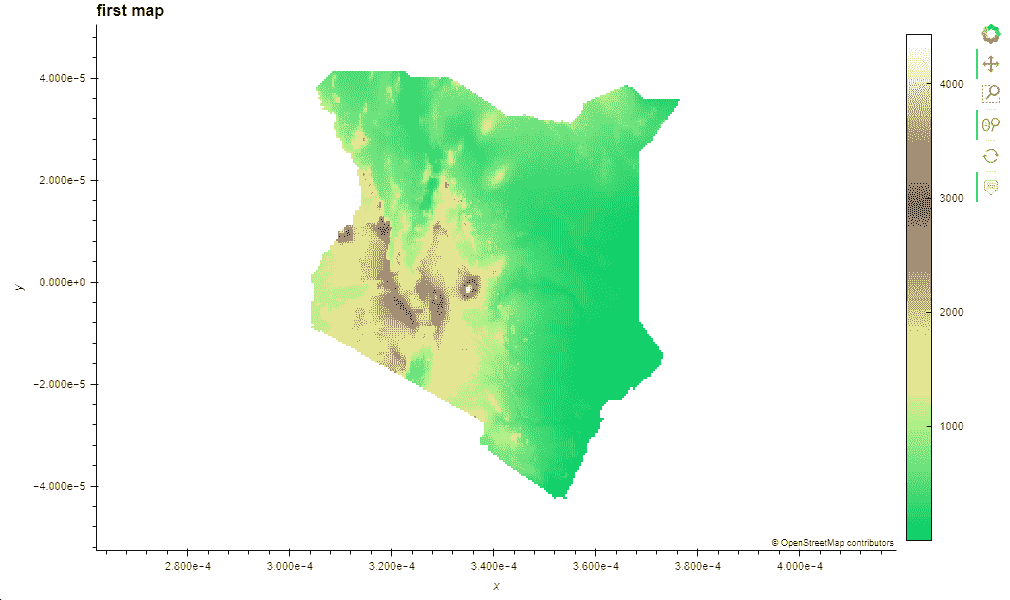 first map
4.000e-5
2.000e-5
0.000e+0
−2.000e-5
−4.000e-5
y
2.800e-4
3.000e-4
3.200e-4
3.400e-4
3.600e-4
3.800e-4
4.000e-4
x
© OpenStreetMap contributors
4000
3000
2000
1000